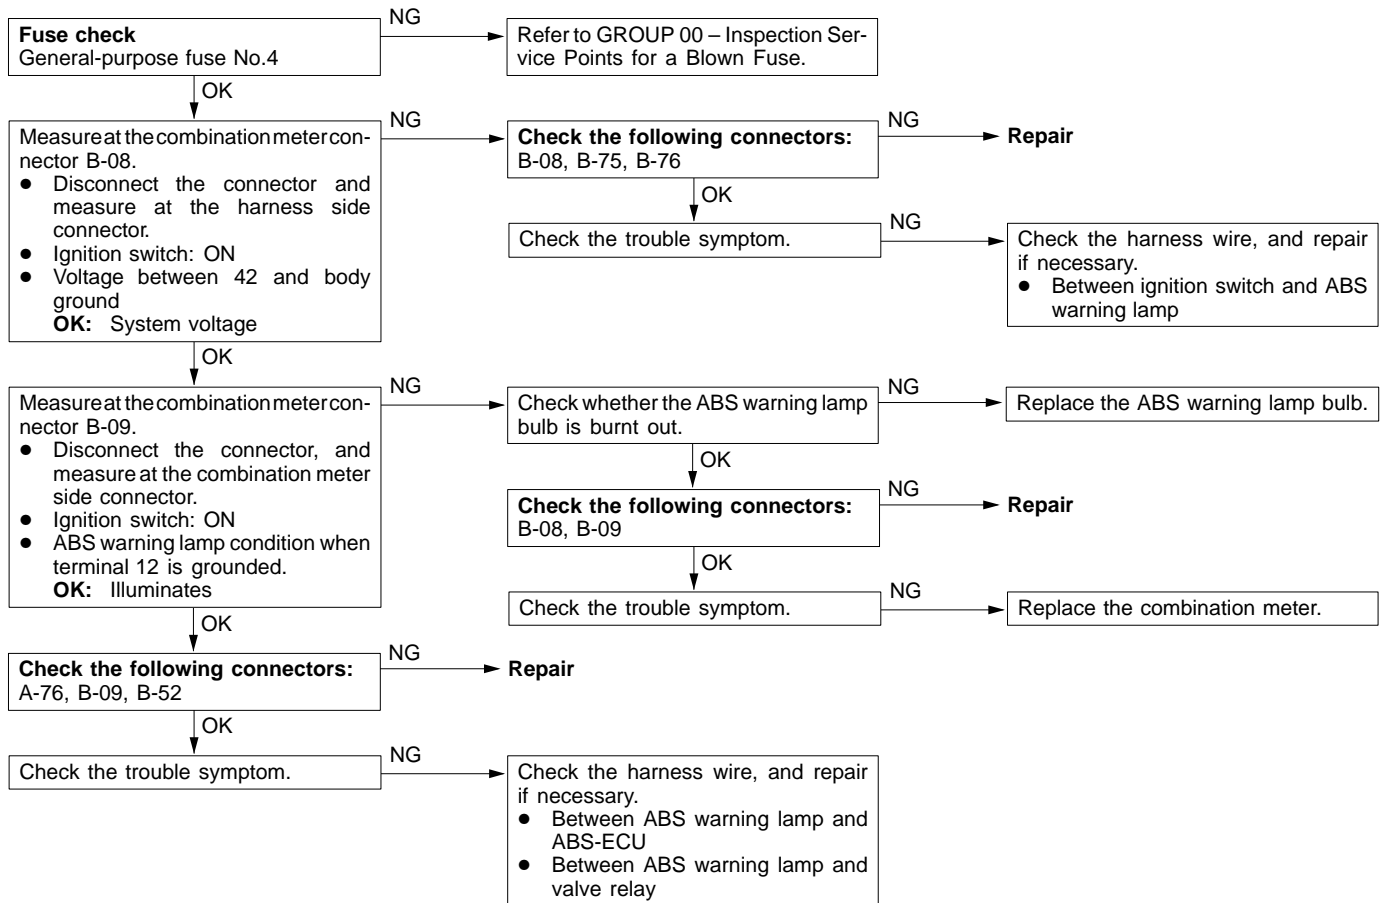 Fuse check
General-purpose fuse No.4
NG
Refer to GROUP 00 – Inspection Ser-
vice Points for a Blown Fuse.
OK
Measure at the combination meter con-
nector B-08.
● Disconnect the connector and
measure at the harness side
connector.
● Ignition switch: ON
● Voltage between 42 and body
ground
OK: System voltage
NG
Check the following connectors:
B-08, B-75, B-76
NG
Repair
OK
Check the trouble symptom.
NG
Check the harness wire, and repair
if necessary.
● Between ignition switch and ABS
warning lamp
OK
Measure at the combination meter con-
nector B-09.
● Disconnect the connector, and
measure at the combination meter
side connector.
● Ignition switch: ON
● ABS warning lamp condition when
terminal 12 is grounded.
OK: Illuminates
NG
Check whether the ABS warning lamp
bulb is burnt out.
NG
Replace the ABS warning lamp bulb.
OK
Check the following connectors:
B-08, B-09
NG
Repair
OK
Check the trouble symptom.
NG
Replace the combination meter.
OK
Check the following connectors:
A-76, B-09, B-52
NG
Repair
OK
Check the trouble symptom.
NG
Check the harness wire, and repair
if necessary.
● Between ABS warning lamp and
ABS-ECU
● Between ABS warning lamp and
valve relay